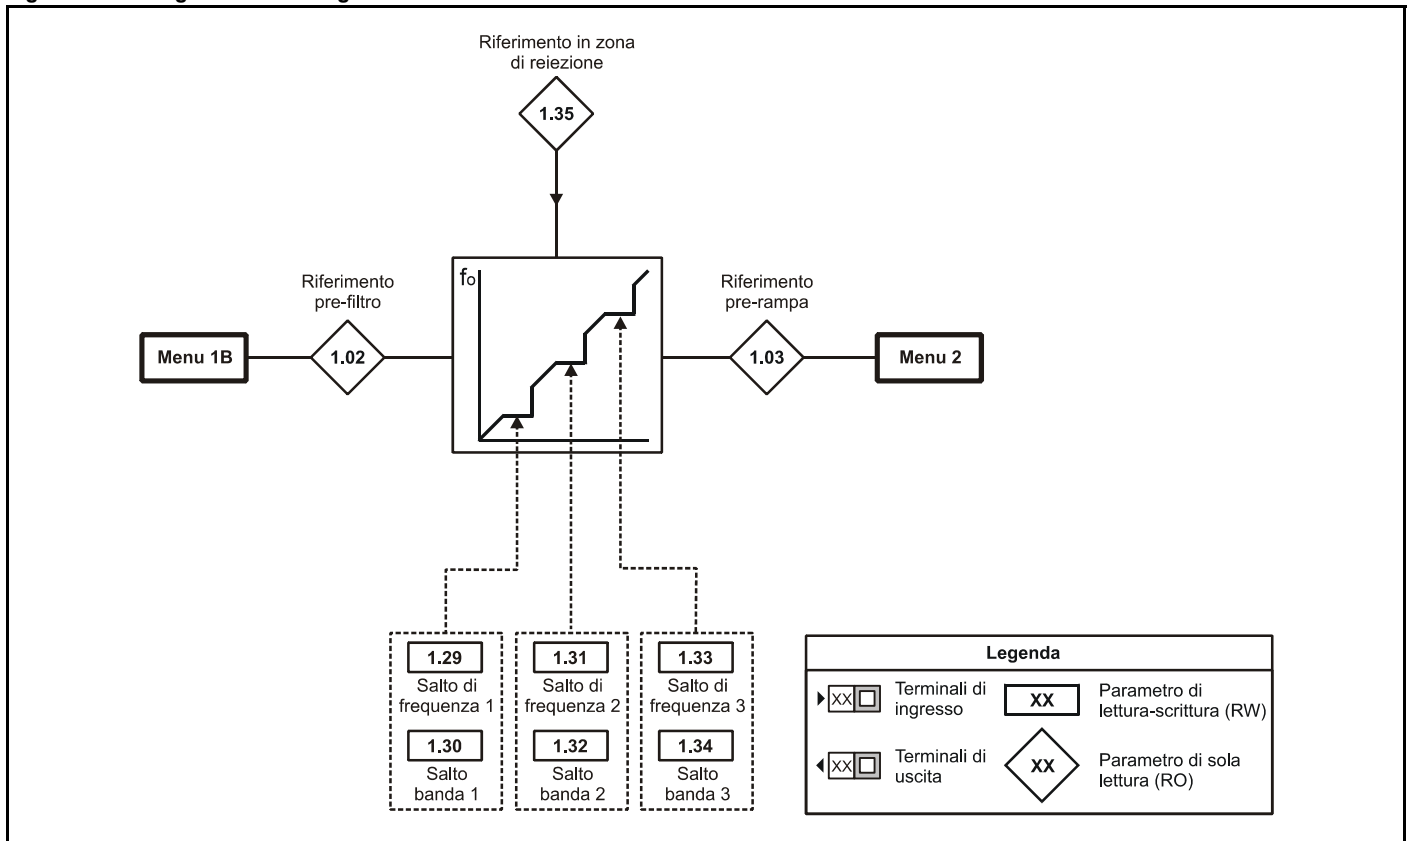 Riferimento in zona
di reiezione
1.35
fo
Riferimento
pre-filtro
Riferimento
pre-rampa
Menu 1B
1.02
1.03
Menu 2
1.29
Salto di
frequenza 1
1.30
Salto
banda 1
1.31
Salto di
frequenza 2
1.32
Salto
banda 2
1.33
Salto di
frequenza 3
1.34
Salto
banda 3
Legenda
XX
Terminali di
ingresso
XX
Parametro di
lettura-scrittura (RW)
XX
Terminali di
uscita
XX
Parametro di sola
lettura (RO)